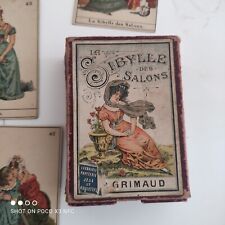 La Sibylle des Salons.
LA
SIBYLLE
DES
SALONS
GRIMAUD
SHOT ON POCO X3 NFC